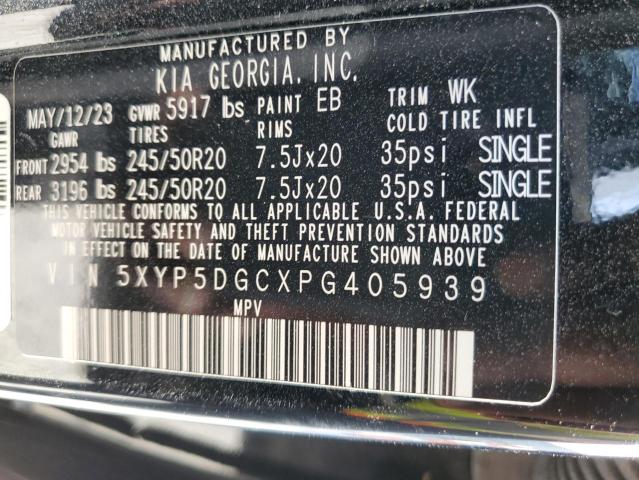 MANUFACTURED BY
KIA GEORGIA, INC.
MAY/12/23 GVWR 5917 lbs PAINT EB TRIM WK
GAWR TIRES RIMS COLD TIRE INFL
FRONT 2954 lbs 245/50R20 7.5Jx20 35psi SINGLE
REAR 3196 lbs 245/50R20 7.5Jx20 35psi SINGLE
THIS VEHICLE CONFORMS TO ALL APPLICABLE U.S.A. FEDERAL
MOTOR VEHICLE SAFETY AND THEFT PREVENTION STANDARDS
IN EFFECT ON THE DATE OF MANUFACTURE SHOWN ABOVE
VIN 5XYP5DGCXPG405939
MPV